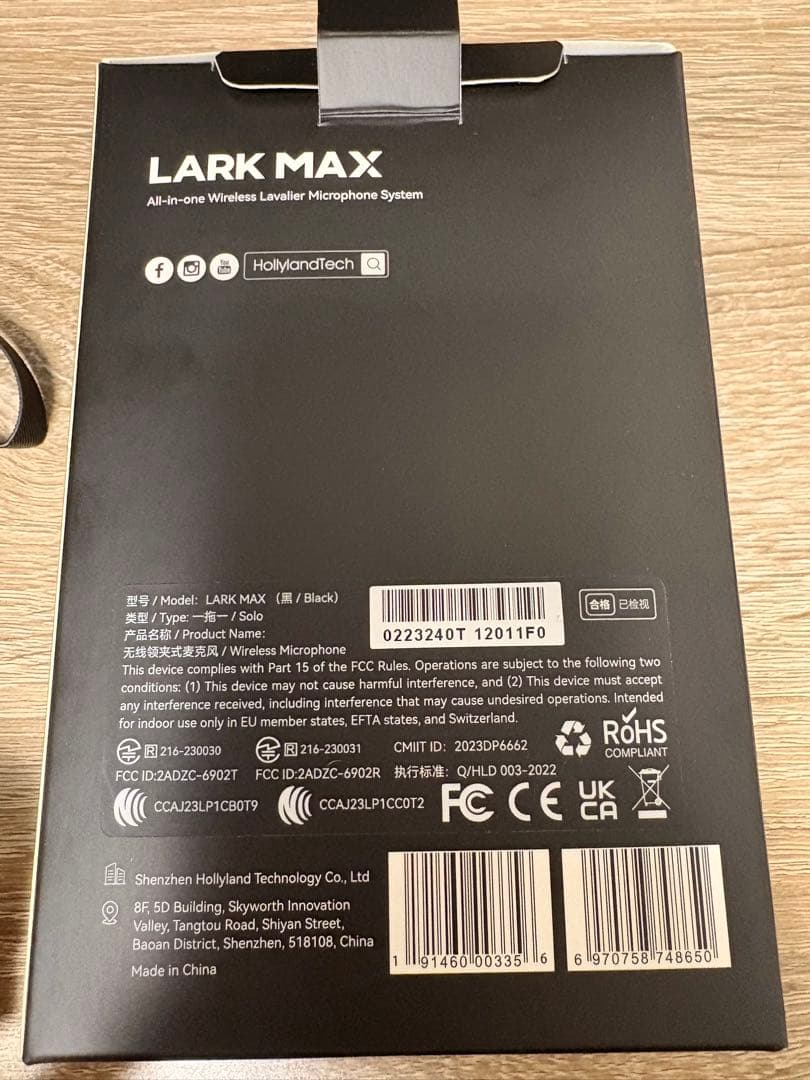 LARK MAX
All-in-one Wireless Lavalier Microphone System
f You Tube HollylandTech
型号 / Model: LARK MAX (黑 / Black)
类型 / Type: 一拖一 / Solo
产品名称 / Product Name:
无线领夹式麦克风 / Wireless Microphone
0223240T 12011F0
合格 已检视
This device complies with Part 15 of the FCC Rules. Operations are subject to the following two
conditions: (1) This device may not cause harmful interference, and (2) This device must accept
any interference received, including interference that may cause undesired operations. Intended
for indoor use only in EU member states, EFTA states, and Switzerland.
R 216-230030 R 216-230031 CMIIT ID: 2023DP6662
RoHS
COMPLIANT
FCC ID:2ADZC-6902T FCC ID:2ADZC-6902R 执行标准: Q/HLD 003-2022
CCAJ23LP1CB0T9 CCAJ23LP1CC0T2 FC CE UK
CA
Shenzhen Hollyland Technology Co., Ltd
8F, 5D Building, Skyworth Innovation
Valley, Tangtou Road, Shiyan Street,
Baoan District, Shenzhen, 518108, China
Made in China
1 91460 00335 6
6 970758 748650